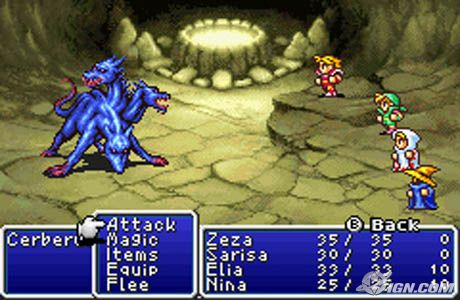 Ⓑ Back
Attack
Cerber
Magic
Items
Equip
Flee
Zeza 35/ 35 0
Sarisa 30/ 30 0
Elia 33/ 33 10
Nina 25/
IGN.COM